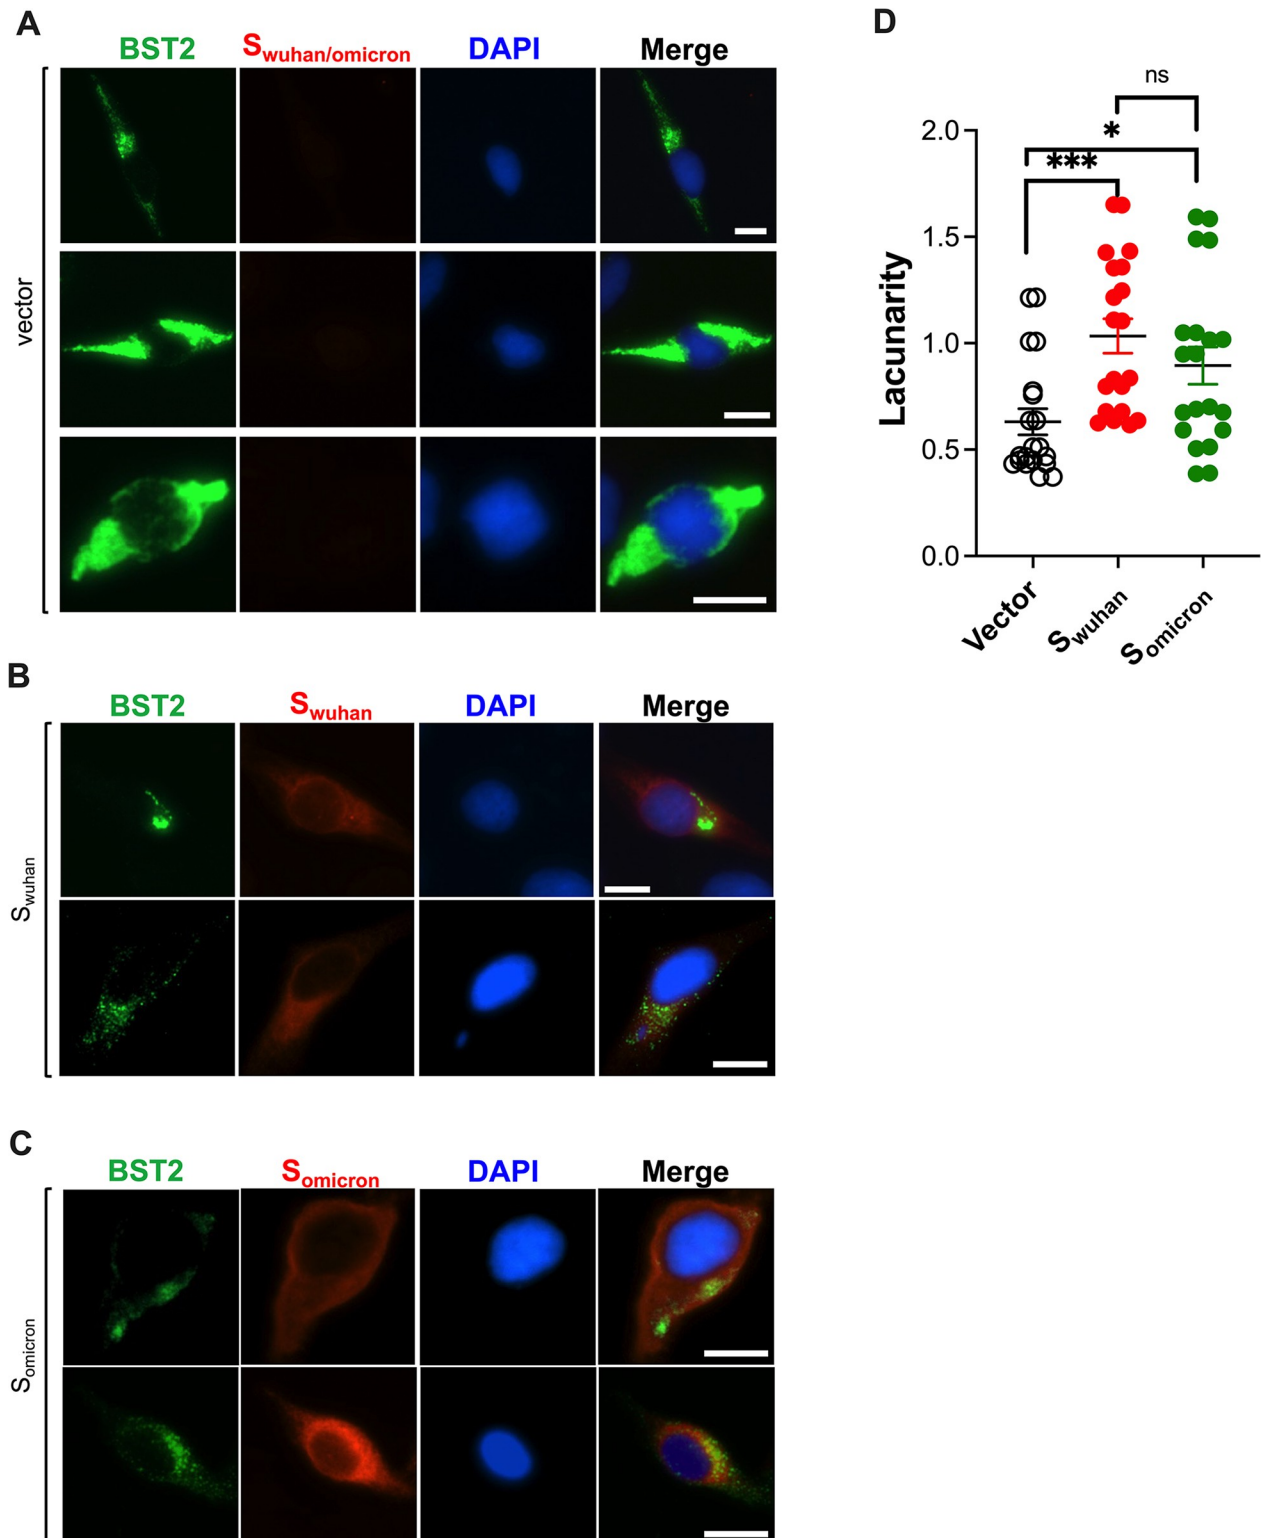 A
BST2 Swuhan/omicron DAPI Merge
vector
B
BST2 Swuhan DAPI Merge
Swuhan
C
BST2 Somicron DAPI Merge
Somicron
D
ns
*
***
2.0
1.5
1.0
0.5
0.0
Lacunarity
Vector Swuhan Somicron